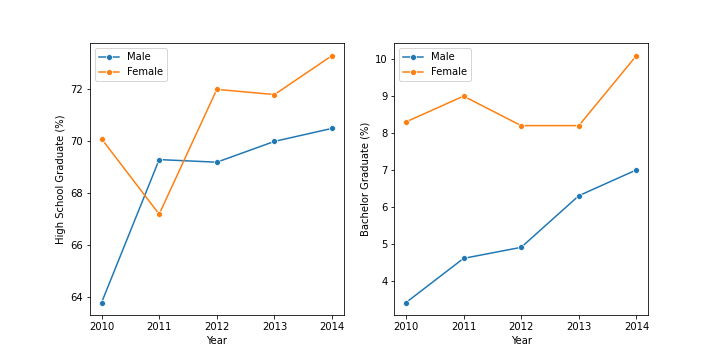 Male
Female
High School Graduate (%)
72
70
68
66
64
2010 2011 2012 2013 2014
Year
Male
Female
Bachelor Graduate (%)
10
9
8
7
6
5
4
2010 2011 2012 2013 2014
Year